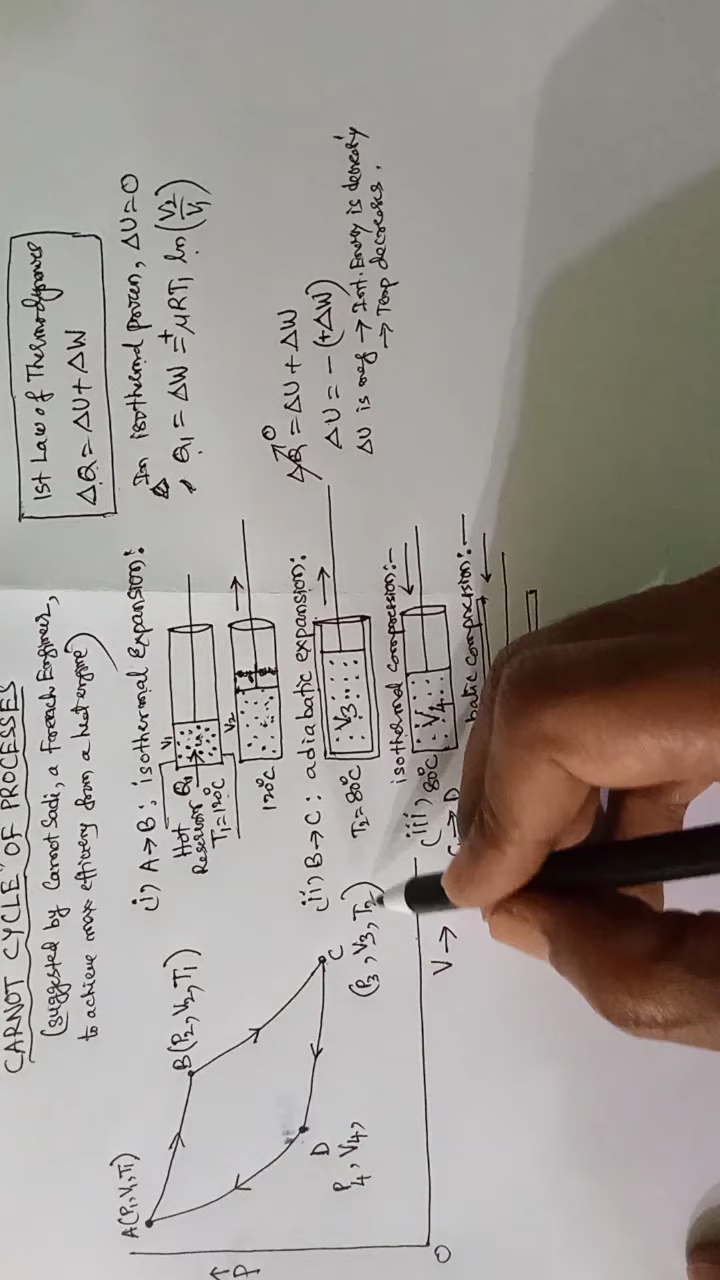 CARNOT CYCLE" OF PROCESSES
(suggested by Carnot Sadi, a French Engineer,
to achieve max efficiency from a heat engine)
1st Law of Thermodynamics
ΔQ = ΔU + ΔW
A(P1, V1, T1)
B(P2, V2, T1)
C
(P3, V3, T2)
D
P4, V4,
↑
P
O
V →
(i) A→B: isothermal Expansion:
V1
Hot
Reservoir Q1
T1=120°C
V2
120°C
In isothermal process, ΔU=0
Q1 = ΔW = + μRT1 ln (V2/V1)
(ii) B→C: adiabatic expansion:
V3
T2=80°C
ΔQ = ΔU + ΔW
0
ΔU = - (+ΔW)
ΔU is neg → Int. Energy is decreasing
→ Temp decreases.
(iii)
isothermal compression:-
V4
80°C
→ D
batic compression:-